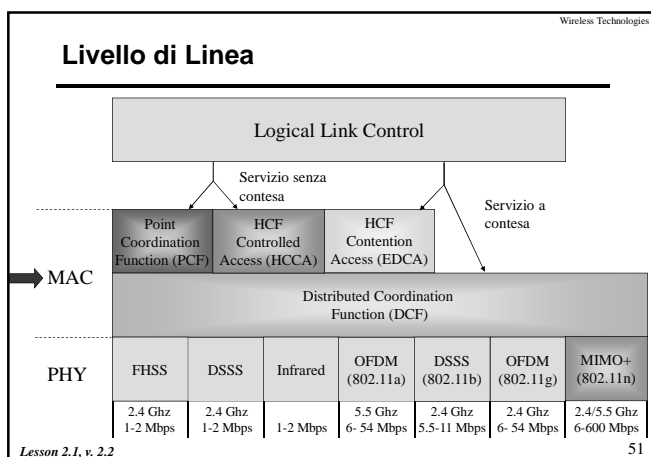 Wireless Technologies
Livello di Linea
Logical Link Control
Servizio senza
contesa
Servizio a
contesa
Point
Coordination
Function (PCF)
HCF
Controlled
Access (HCCA)
HCF
Contention
Access (EDCA)
MAC
Distributed Coordination
Function (DCF)
PHY
FHSS
DSSS
Infrared
OFDM
(802.11a)
DSSS
(802.11b)
OFDM
(802.11g)
MIMO+
(802.11n)
2.4 Ghz
1-2 Mbps
2.4 Ghz
1-2 Mbps
1-2 Mbps
5.5 Ghz
6- 54 Mbps
2.4 Ghz
5.5-11 Mbps
2.4 Ghz
6- 54 Mbps
2.4/5.5 Ghz
6-600 Mbps
Lesson 2.1, v. 2.2
51